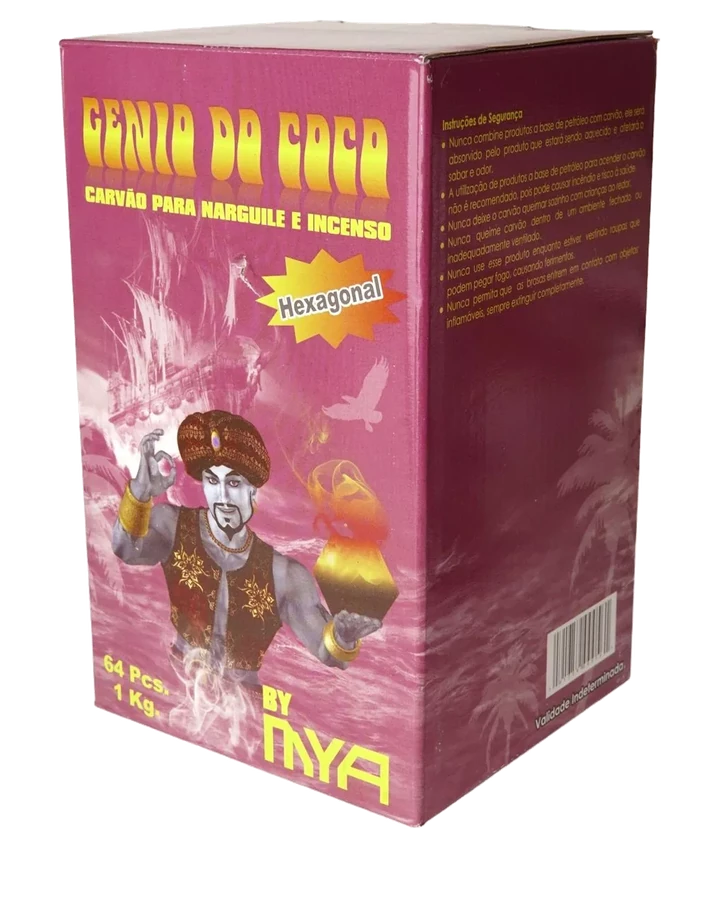 GENIO DO COCO
CARVÃO PARA NARGUILE E INCENSO
Hexagonal
64 Pcs.
1 Kg.
BY
MYA
Instruções de Segurança
• Nunca combine produtos a base de petróleo com carvão, ele será
absorvido pelo produto que estará sendo aquecido e afetará o
sabar e odor.
• A utilização de produtos a base de petróleo para acender o carvão
não é recomendado, pois pode causar incêndio e risco à saúde.
• Nunca deixe o carvão queimar sozinho com crianças ao redor.
• Nunca queime carvão dentro de um ambiente fechado ou
inadequadamente ventilado.
• Nunca use esse produto enquanto estiver vestindo roupas que
podem pegar fogo, causando ferimentos.
• Nunca permita que as brasas entrem em contato com objetos
inflamáveis, sempre extinguir completamente.
Validade Indeterminada